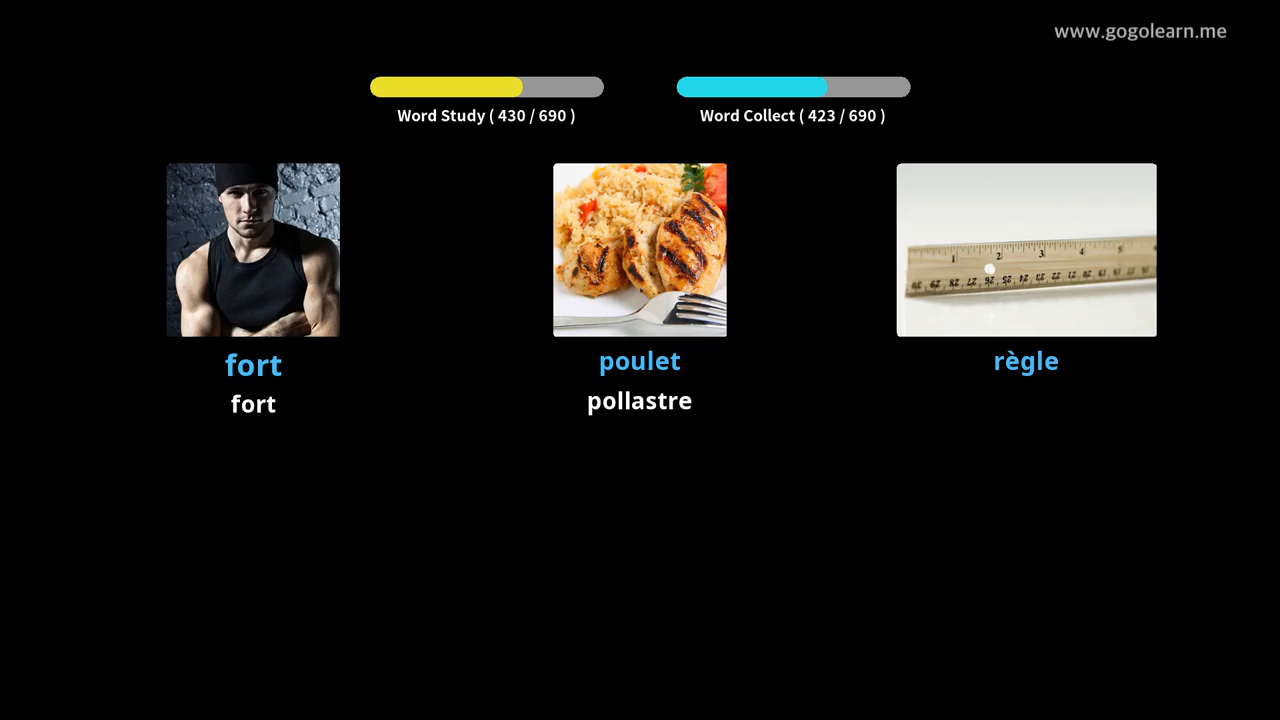 www.gogolearn.me
Word Study ( 430 / 690 )
Word Collect ( 423 / 690 )
fort
fort
poulet
pollastre
règle